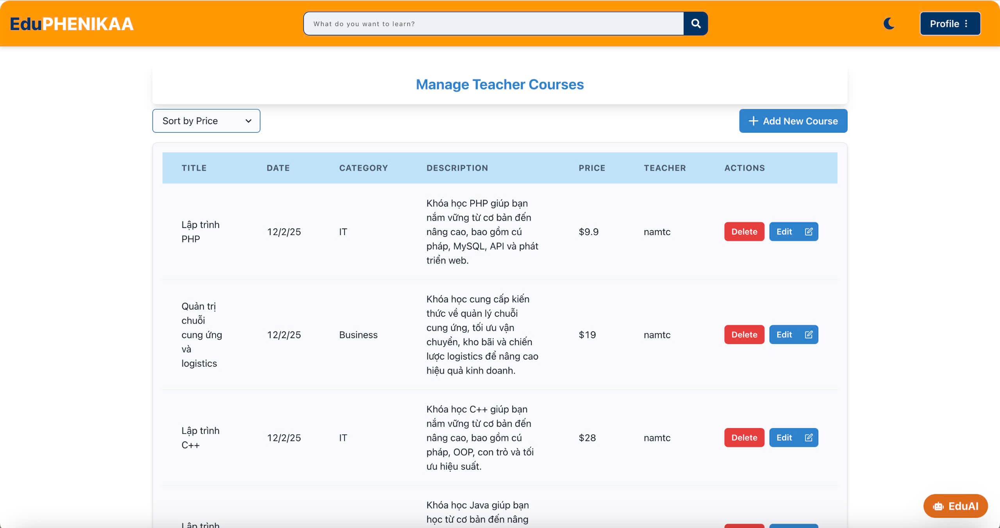 EduPHENIKAA
What do you want to learn?
Profile
Manage Teacher Courses
Sort by Price
Add New Course
TITLE DATE CATEGORY DESCRIPTION PRICE TEACHER ACTIONS
Lập trình
PHP
12/2/25
IT
Khóa học PHP giúp bạn
nắm vững từ cơ bản đến
nâng cao, bao gồm cú
pháp, MySQL, API và phát
triển web.
$9.9
namtc
Delete
Edit
Quản trị
chuỗi
cung ứng
và
logistics
12/2/25
Business
Khóa học cung cấp kiến
thức về quản lý chuỗi
cung ứng, tối ưu vận
chuyển, kho bãi và chiến
lược logistics để nâng cao
hiệu quả kinh doanh.
$19
namtc
Delete
Edit
Lập trình
C++
12/2/25
IT
Khóa học C++ giúp bạn
nắm vững từ cơ bản đến
nâng cao, bao gồm cú
pháp, OOP, con trỏ và tối
ưu hiệu suất.
$28
namtc
Delete
Edit
Lập trình
Khóa học Java giúp bạn
học từ cơ bản đến nâng
EduAI